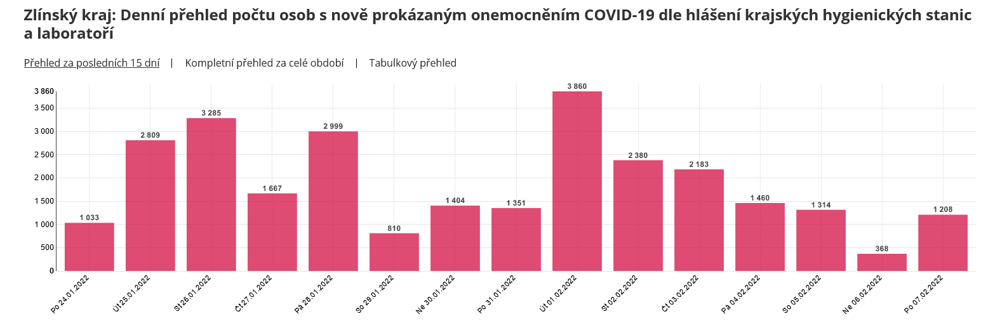 Zlínský kraj: Denní přehled počtu osob s nově prokázaným onemocněním COVID-19 dle hlášení krajských hygienických stanic
a laboratoří
Přehled za posledních 15 dní | Kompletní přehled za celé období | Tabulkový přehled
3 860
3 500
3 000
2 500
2 000
1 500
1 000
500
0
1 033
2 809
3 285
1 667
2 999
810
1 404
1 351
3 860
2 380
2 183
1 460
1 314
368
1 208
Po 24.01.2022
Út 25.01.2022
St 26.01.2022
Čt 27.01.2022
Pá 28.01.2022
So 29.01.2022
Ne 30.01.2022
Po 31.01.2022
Út 01.02.2022
St 02.02.2022
Čt 03.02.2022
Pá 04.02.2022
So 05.02.2022
Ne 06.02.2022
Po 07.02.2022